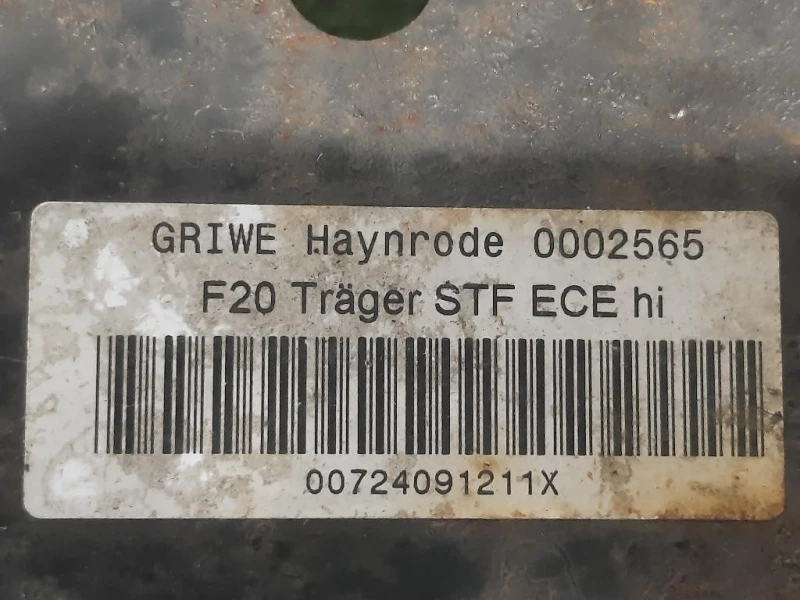 GRIWE Haynrode 0002565
F20 Träger STF ECE hi
00724091211X